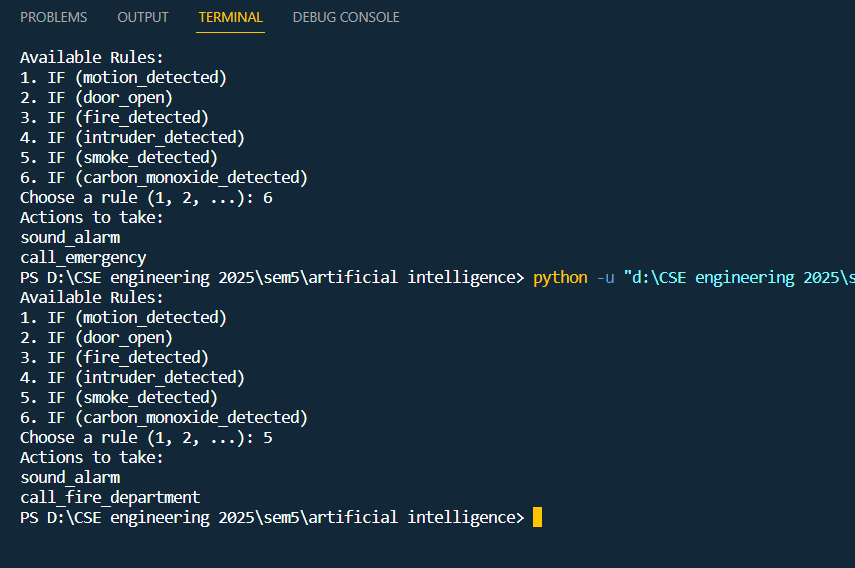 PROBLEMS OUTPUT TERMINAL DEBUG CONSOLE
Available Rules:
1. IF (motion_detected)
2. IF (door_open)
3. IF (fire_detected)
4. IF (intruder_detected)
5. IF (smoke_detected)
6. IF (carbon_monoxide_detected)
Choose a rule (1, 2, ...): 6
Actions to take:
sound_alarm
call_emergency
PS D:\CSE engineering 2025\sem5\artificial intelligence> python -u "d:\CSE engineering 2025\s
Available Rules:
1. IF (motion_detected)
2. IF (door_open)
3. IF (fire_detected)
4. IF (intruder_detected)
5. IF (smoke_detected)
6. IF (carbon_monoxide_detected)
Choose a rule (1, 2, ...): 5
Actions to take:
sound_alarm
call_fire_department
PS D:\CSE engineering 2025\sem5\artificial intelligence>